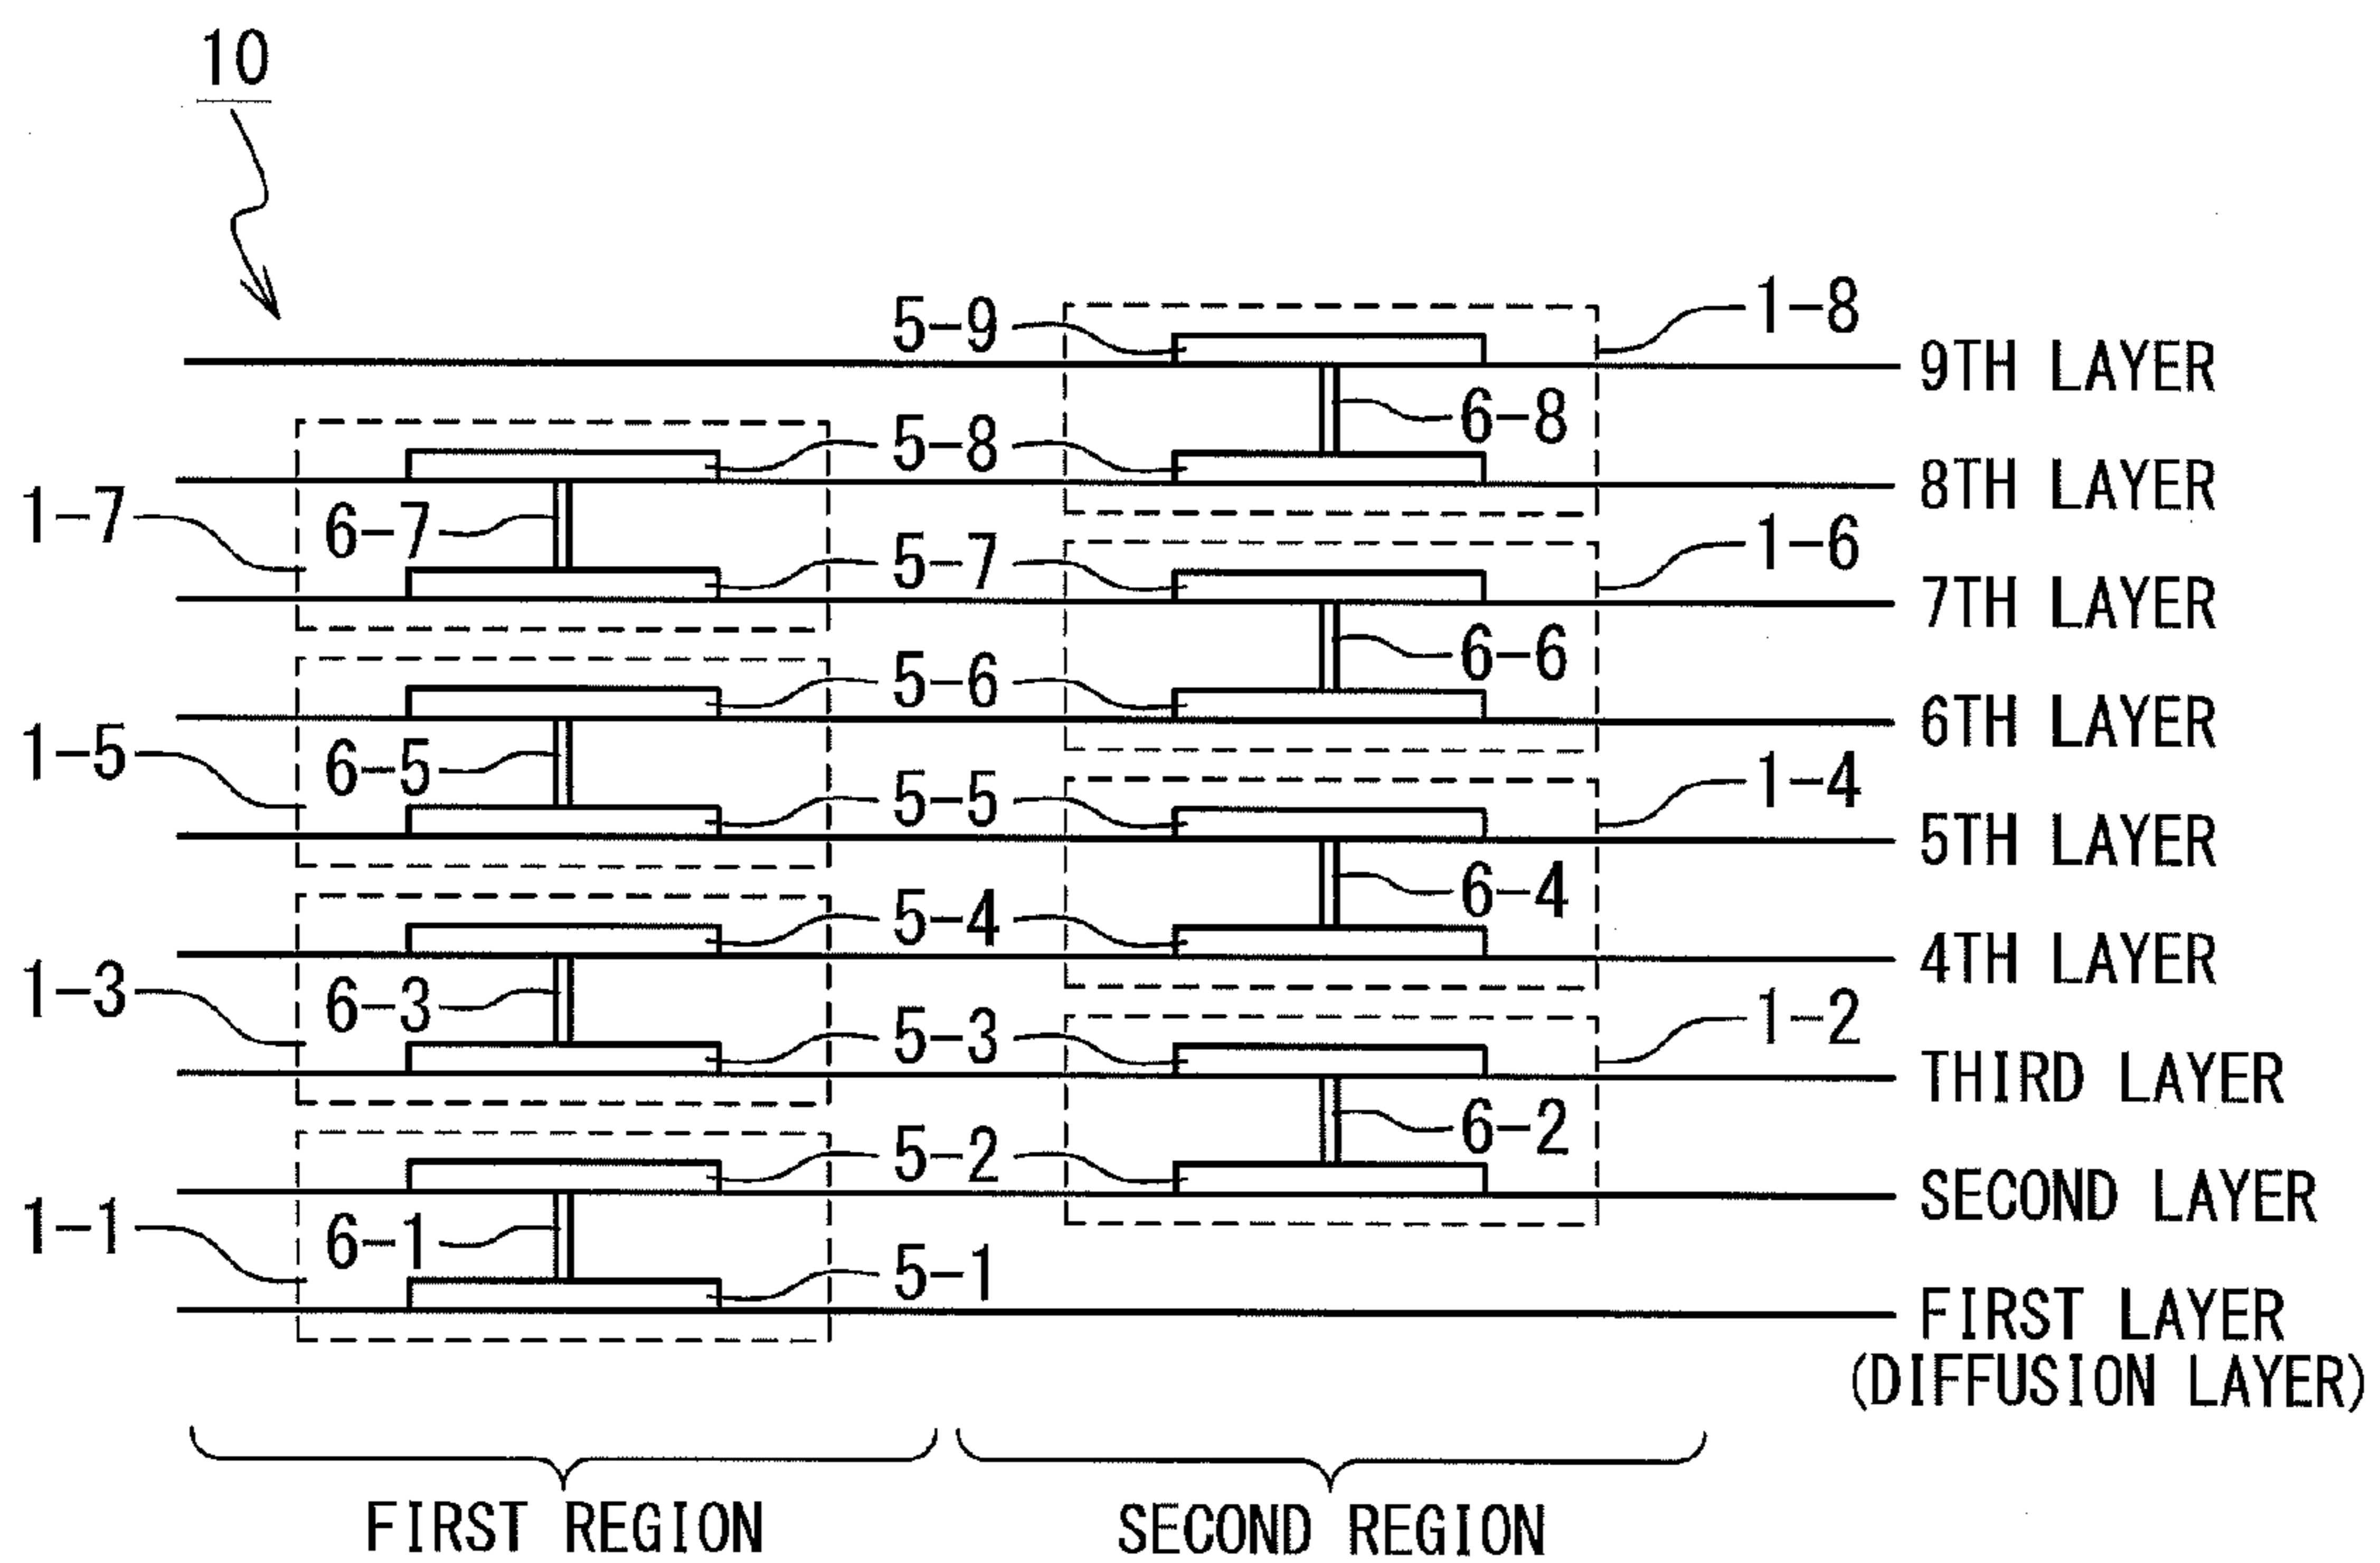 10
5-9 1-8
9TH LAYER
6-8
5-8
8TH LAYER
1-7 6-7
5-7 1-6
7TH LAYER
6-6
5-6
6TH LAYER
1-5 6-5
5-5 1-4
5TH LAYER
6-4
5-4
4TH LAYER
1-3 6-3
5-3 1-2
THIRD LAYER
6-2
5-2
SECOND LAYER
1-1 6-1
5-1
FIRST LAYER
(DIFFUSION LAYER)
FIRST REGION SECOND REGION